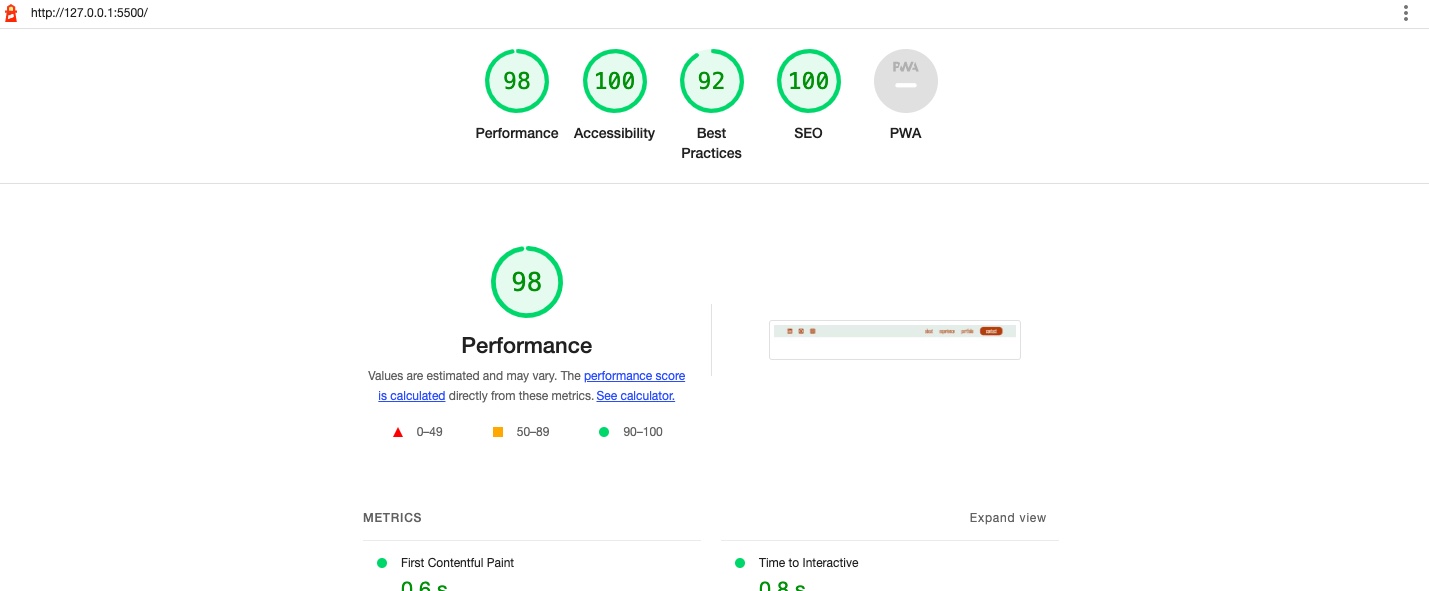 http://127.0.0.1:5500/
98
100
92
100
PWA
Performance
Accessibility
Best
Practices
SEO
PWA
98
Performance
Values are estimated and may vary. The performance score
is calculated directly from these metrics. See calculator.
0–49
50–89
90–100
METRICS
Expand view
First Contentful Paint
0.6 s
Time to Interactive
0.8 s